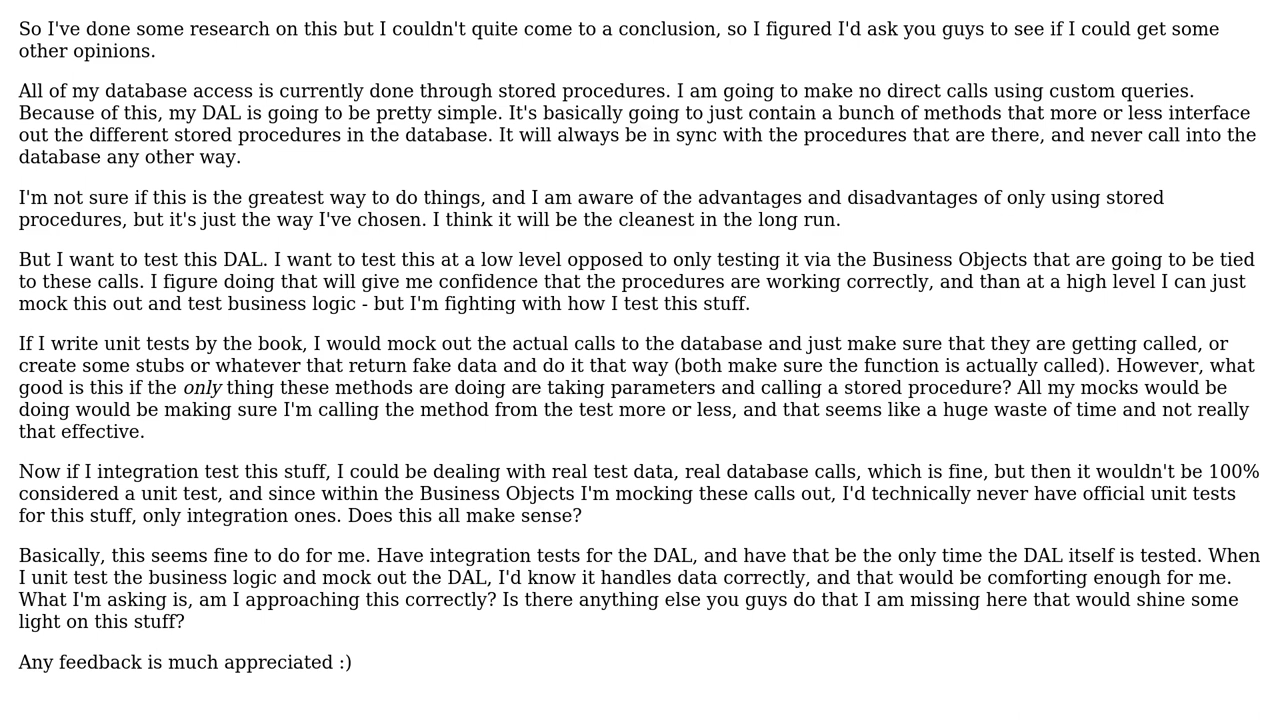 So I've done some research on this but I couldn't quite come to a conclusion, so I figured I'd ask you guys to see if I could get some
other opinions.
All of my database access is currently done through stored procedures. I am going to make no direct calls using custom queries.
Because of this, my DAL is going to be pretty simple. It's basically going to just contain a bunch of methods that more or less interface
out the different stored procedures in the database. It will always be in sync with the procedures that are there, and never call into the
database any other way.
I'm not sure if this is the greatest way to do things, and I am aware of the advantages and disadvantages of only using stored
procedures, but it's just the way I've chosen. I think it will be the cleanest in the long run.
But I want to test this DAL. I want to test this at a low level opposed to only testing it via the Business Objects that are going to be tied
to these calls. I figure doing that will give me confidence that the procedures are working correctly, and than at a high level I can just
mock this out and test business logic - but I'm fighting with how I test this stuff.
If I write unit tests by the book, I would mock out the actual calls to the database and just make sure that they are getting called, or
create some stubs or whatever that return fake data and do it that way (both make sure the function is actually called). However, what
good is this if the only thing these methods are doing are taking parameters and calling a stored procedure? All my mocks would be
doing would be making sure I'm calling the method from the test more or less, and that seems like a huge waste of time and not really
that effective.
Now if I integration test this stuff, I could be dealing with real test data, real database calls, which is fine, but then it wouldn't be 100%
considered a unit test, and since within the Business Objects I'm mocking these calls out, I'd technically never have official unit tests
for this stuff, only integration ones. Does this all make sense?
Basically, this seems fine to do for me. Have integration tests for the DAL, and have that be the only time the DAL itself is tested. When
I unit test the business logic and mock out the DAL, I'd know it handles data correctly, and that would be comforting enough for me.
What I'm asking is, am I approaching this correctly? Is there anything else you guys do that I am missing here that would shine some
light on this stuff?
Any feedback is much appreciated :)